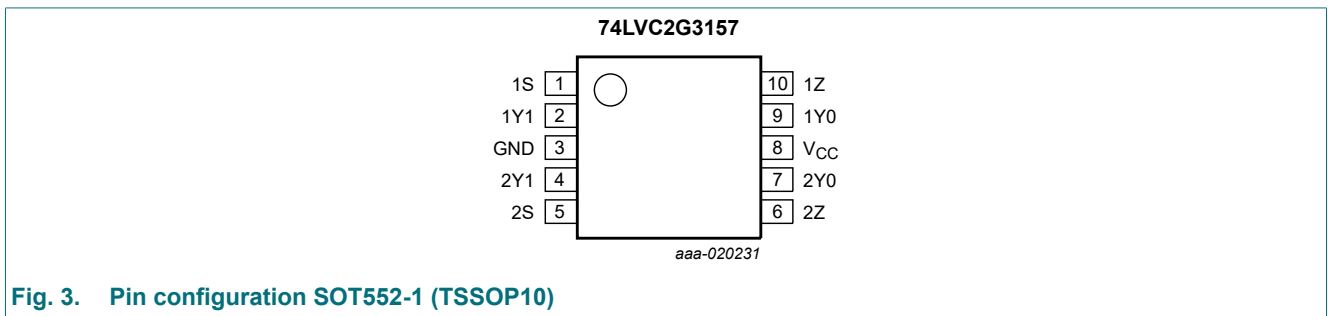 74LVC2G3157
1S 1 10 1Z
1Y1 2 9 1Y0
GND 3 8 VCC
2Y1 4 7 2Y0
2S 5 6 2Z
aaa-020231
Fig. 3. Pin configuration SOT552-1 (TSSOP10)